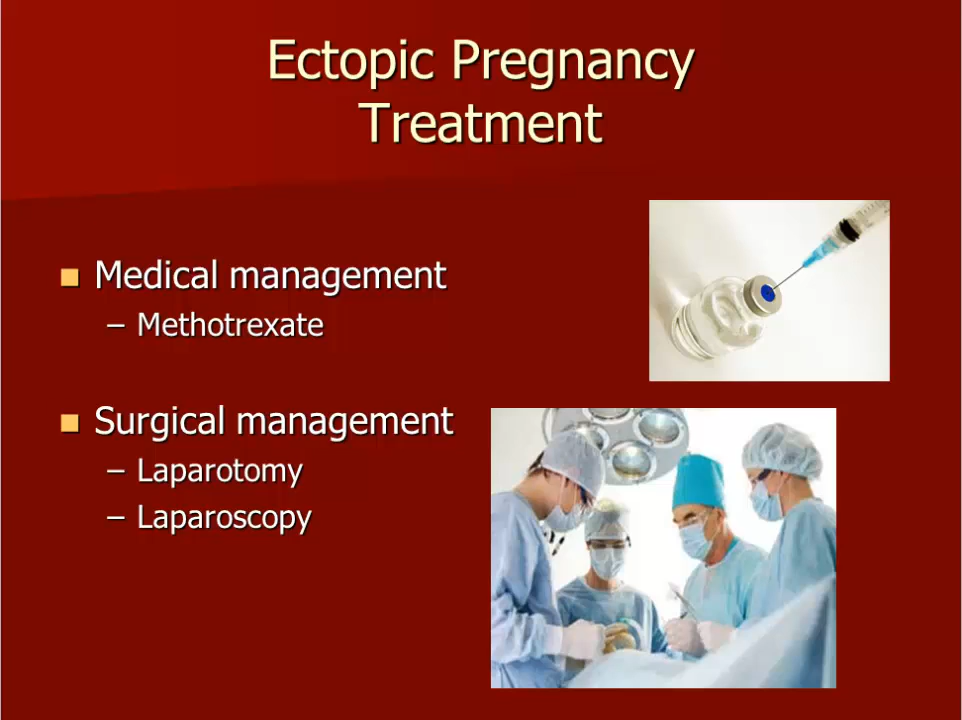 Ectopic Pregnancy
Treatment
Medical management
– Methotrexate
Surgical management
– Laparotomy
– Laparoscopy